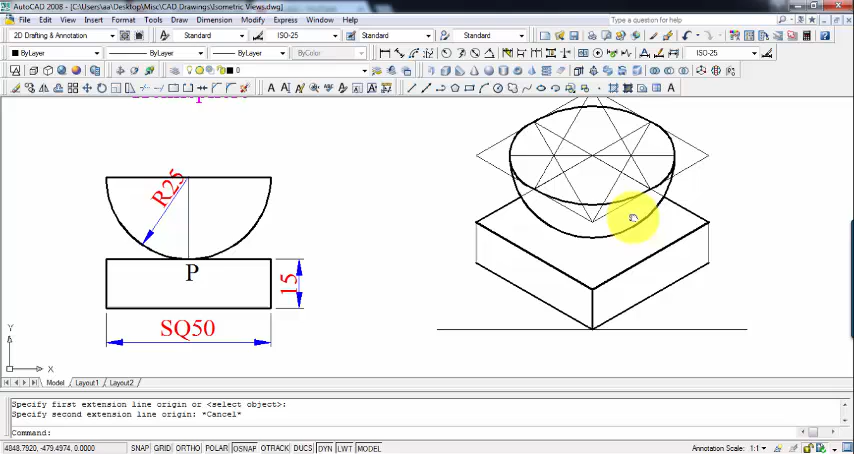 AutoCAD 2008 - [C:\Users\aa\Desktop\Misc\CAD Drawings\Isometric Views.dwg]
File Edit View Insert Format Tools Draw Dimension Modify Express Window Help
Type a question for help
2D Drafting & Annotation Standard ISO-25 Standard Standard
ByLayer ByLayer ByLayer ByColor ISO-25
0
R25
P
15
SQ50
Y
X
Model Layout1 Layout2
Specify first extension line origin or <select object>:
Specify second extension line origin: *Cancel*
Command:
4848.7920, -479.4974, 0.0000 SNAP GRID ORTHO POLAR OSNAP OTRACK DUCS DYN LWT MODEL Annotation Scale: 1:1